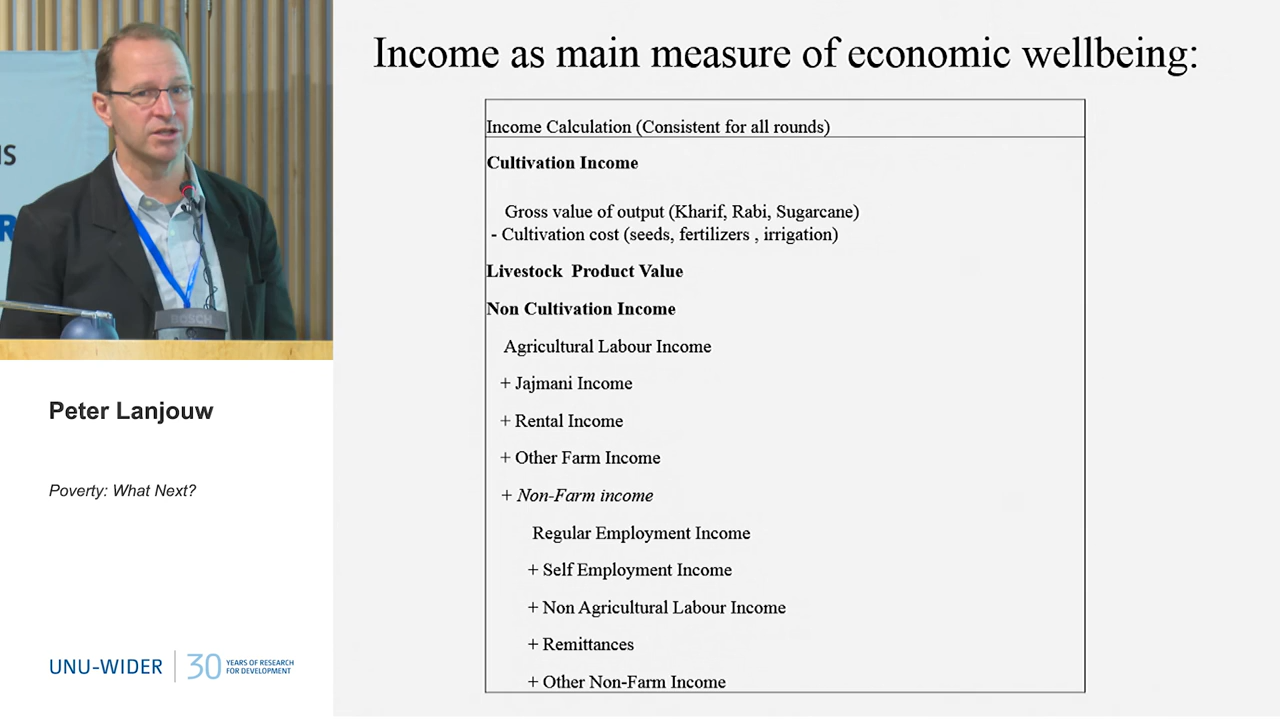 Income as main measure of economic wellbeing:
Income Calculation (Consistent for all rounds)
Cultivation Income
Gross value of output (Kharif, Rabi, Sugarcane)
- Cultivation cost (seeds, fertilizers , irrigation)
Livestock Product Value
Non Cultivation Income
Agricultural Labour Income
+ Jajmani Income
+ Rental Income
+ Other Farm Income
+ Non-Farm income
Regular Employment Income
+ Self Employment Income
+ Non Agricultural Labour Income
+ Remittances
+ Other Non-Farm Income
BOSCH
Peter Lanjouw
Poverty: What Next?
UNU-WIDER
30 YEARS OF RESEARCH
FOR DEVELOPMENT